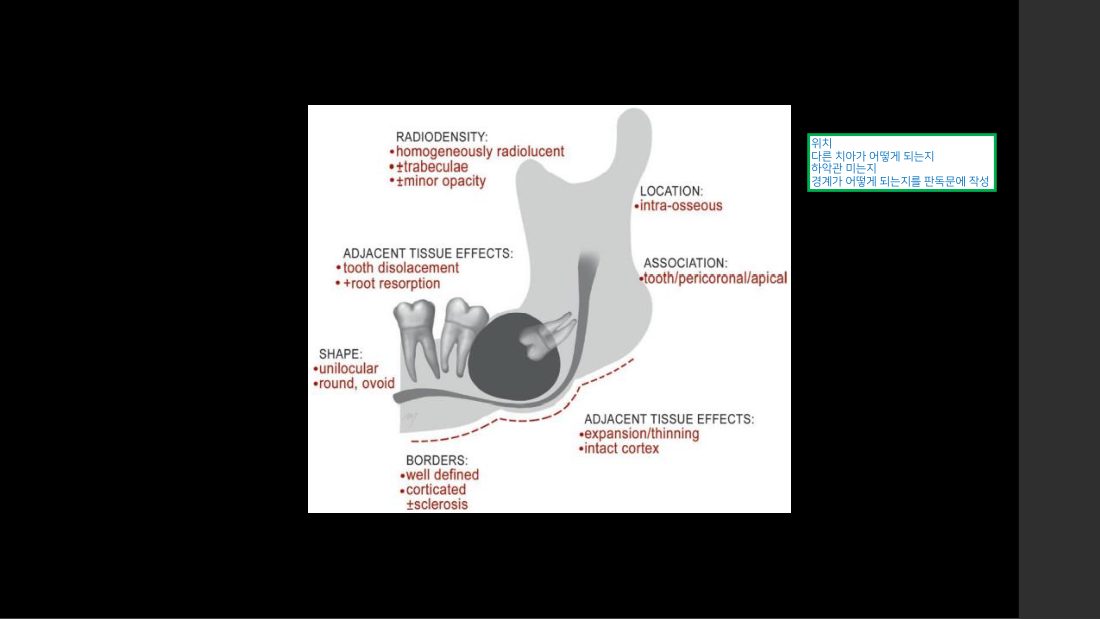 RADIODENSITY:
•homogeneously radiolucent
•±trabeculae
•±minor opacity
위치
다른 치아가 어떻게 되는지
하악관 미는지
경계가 어떻게 되는지를 판독문에 작성
LOCATION:
•intra-osseous
ADJACENT TISSUE EFFECTS:
•tooth disolacement
•+root resorption
ASSOCIATION:
•tooth/pericoronal/apical
SHAPE:
•unilocular
•round, ovoid
ADJACENT TISSUE EFFECTS:
•expansion/thinning
•intact cortex
BORDERS:
•well defined
•corticated
±sclerosis